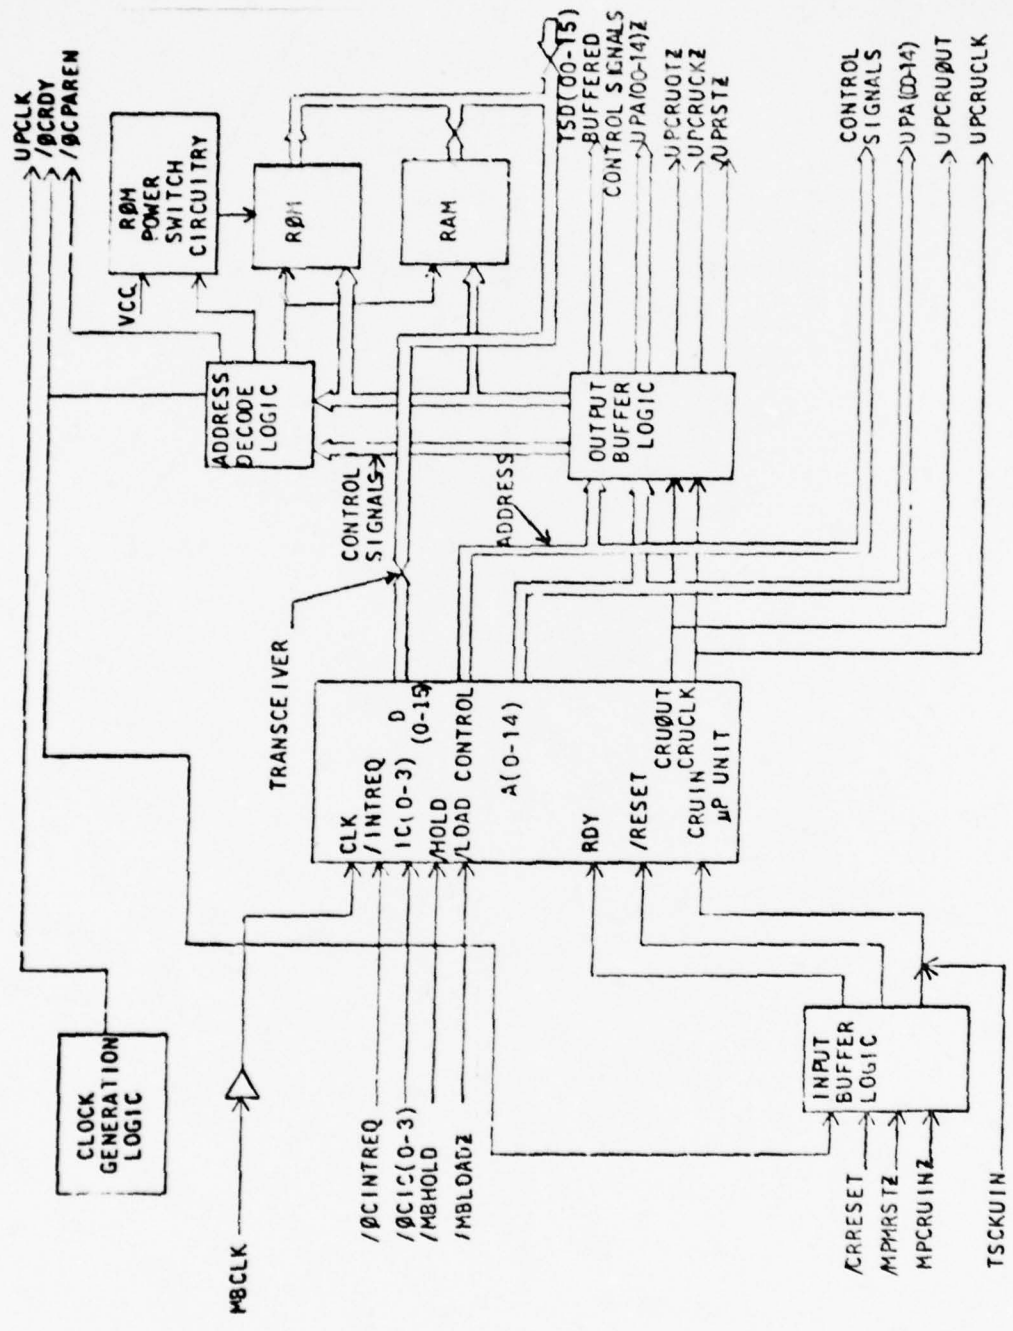 UPCLK
/ØCRDY
/ØCPAREN
RØM
POWER
SWITCH
CIRCUITRY
VCC
RØM
RAM
TSD(00-15)
BUFFERED
CONTROL SIGNALS
UPA(00-14)Z
UPCRUOTZ
UPCRUCKZ
UPRSTZ
CONTROL
SIGNALS
UPA(00-14)
UPCRUØUT
UPCRUCLK
ADDRESS
DECODE
LOGIC
OUTPUT
BUFFER
LOGIC
CONTROL
SIGNALS
ADDRESS
TRANSCEIVER
CLK
/INTREQ
IC(0-3)
/HOLD
/LOAD CONTROL
D
(0-15)
A(0-14)
RDY
/RESET
CRUIN
CRUØUT
CRUCLK
µP UNIT
CLOCK
GENERATION
LOGIC
INPUT
BUFFER
LOGIC
MBCLK
/ØCINTREQ
/ØCIC(0-3)
/MBHOLD
/MBLOADZ
/CRRESET
/MPMRSTZ
MPCRUINZ
TSCKUIN